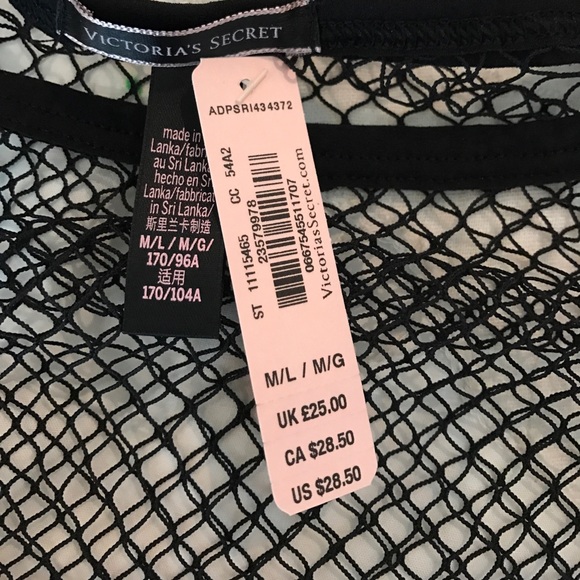 VICTORIA'S SECRET
made in
Lanka/fab
au Sri Lanka
hecho en Sri
Lanka/fabbricat
in Sri Lanka/
斯里兰卡制造
M/L / M/G/
170/96A
适用
170/104A
ADPSRI434372
ST 11115465 CC 54A2
23579978
0667545511707
VictoriasSecret.com
M/L / M/G
UK £25.00
CA $28.50
US $28.50